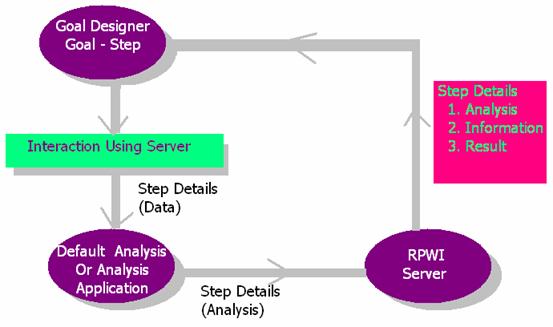 Goal Designer
Goal - Step
Interaction Using Server
Step Details
(Data)
Default Analysis
Or Analysis
Application
Step Details
(Analysis)
RPWI
Server
Step Details
1. Analysis
2. Information
3. Result